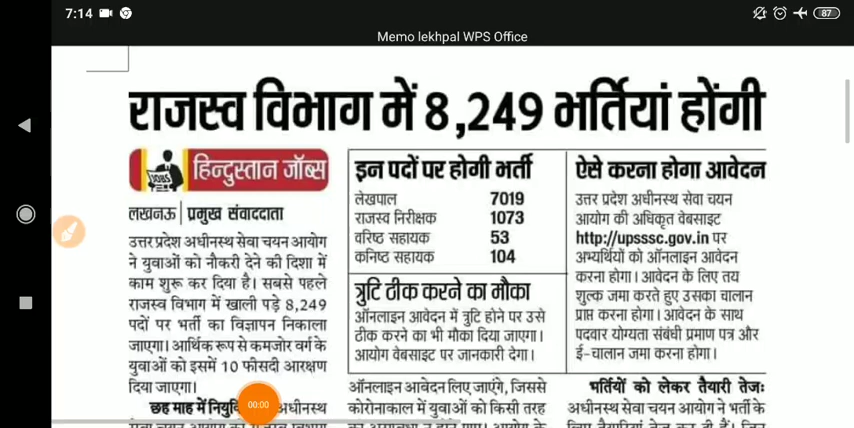 7:14
87
Memo lekhpal WPS Office
राजस्व विभाग में 8,249 भर्तियां होंगी
JOBS
हिन्दुस्तान जॉब्स
लखनऊ | प्रमुख संवाददाता
उत्तर प्रदेश अधीनस्थ सेवा चयन आयोग
ने युवाओं को नौकरी देने की दिशा में
काम शुरू कर दिया है। सबसे पहले
राजस्व विभाग में खाली पड़े 8,249
पदों पर भर्ती का विज्ञापन निकाला
जाएगा। आर्थिक रूप से कमजोर वर्ग के
युवाओं को इसमें 10 फीसदी आरक्षण
दिया जाएगा।
छह माह में अधीनस्थ
00:00
इन पदों पर होगी भर्ती
लेखपाल 7019
राजस्व निरीक्षक 1073
वरिष्ठ सहायक 53
कनिष्ठ सहायक 104
त्रुटि ठीक करने का मौका
ऑनलाइन आवेदन में त्रुटि होने पर उसे
ठीक करने का भी मौका दिया जाएगा।
आयोग वेबसाइट पर जानकारी देगा।
ऑनलाइन आवेदन लिए जाएंगे, जिससे
कोरोनाकाल में युवाओं को किसी तरह
ऐसे करना होगा आवेदन
उत्तर प्रदेश अधीनस्थ सेवा चयन
आयोग की अधिकृत वेबसाइट
http://upsssc.gov.in पर
अभ्यर्थियों को ऑनलाइन आवेदन
करना होगा। आवेदन के लिए तय
शुल्क जमा करते हुए उसका चालान
प्राप्त करना होगा। आवेदन के साथ
पदवार योग्यता संबंधी प्रमाण पत्र और
ई-चालान जमा करना होगा।
भर्तियों को लेकर तैयारी तेजः
अधीनस्थ सेवा चयन आयोग ने भर्ती के